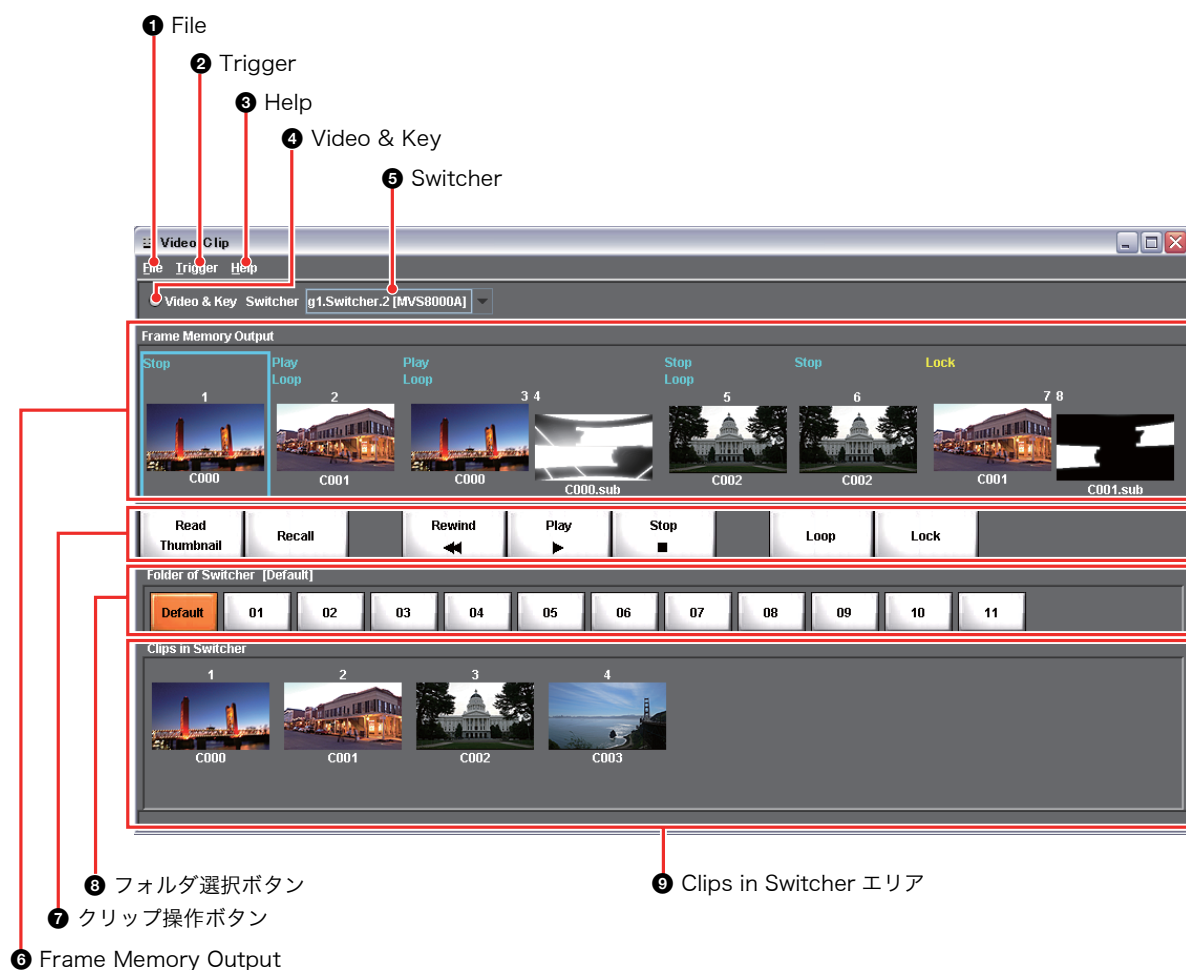 ❶ File
❷ Trigger
❸ Help
❹ Video & Key
❺ Switcher
Video Clip
File Trigger Help
Video & Key Switcher g1.Switcher.2 [MVS8000A]
Frame Memory Output
Stop Play Play Stop Stop Lock
Loop Loop Loop
1 2 3 4 5 6 7 8
C000 C001 C000 C000.sub C002 C002 C001 C001.sub
Read Thumbnail Recall Rewind ◀◀ Play ▶ Stop ■ Loop Lock
Folder of Switcher [Default]
Default 01 02 03 04 05 06 07 08 09 10 11
Clips in Switcher
1 2 3 4
C000 C001 C002 C003
❽ フォルダ選択ボタン
❾ Clips in Switcher エリア
❼ クリップ操作ボタン
❻ Frame Memory Output